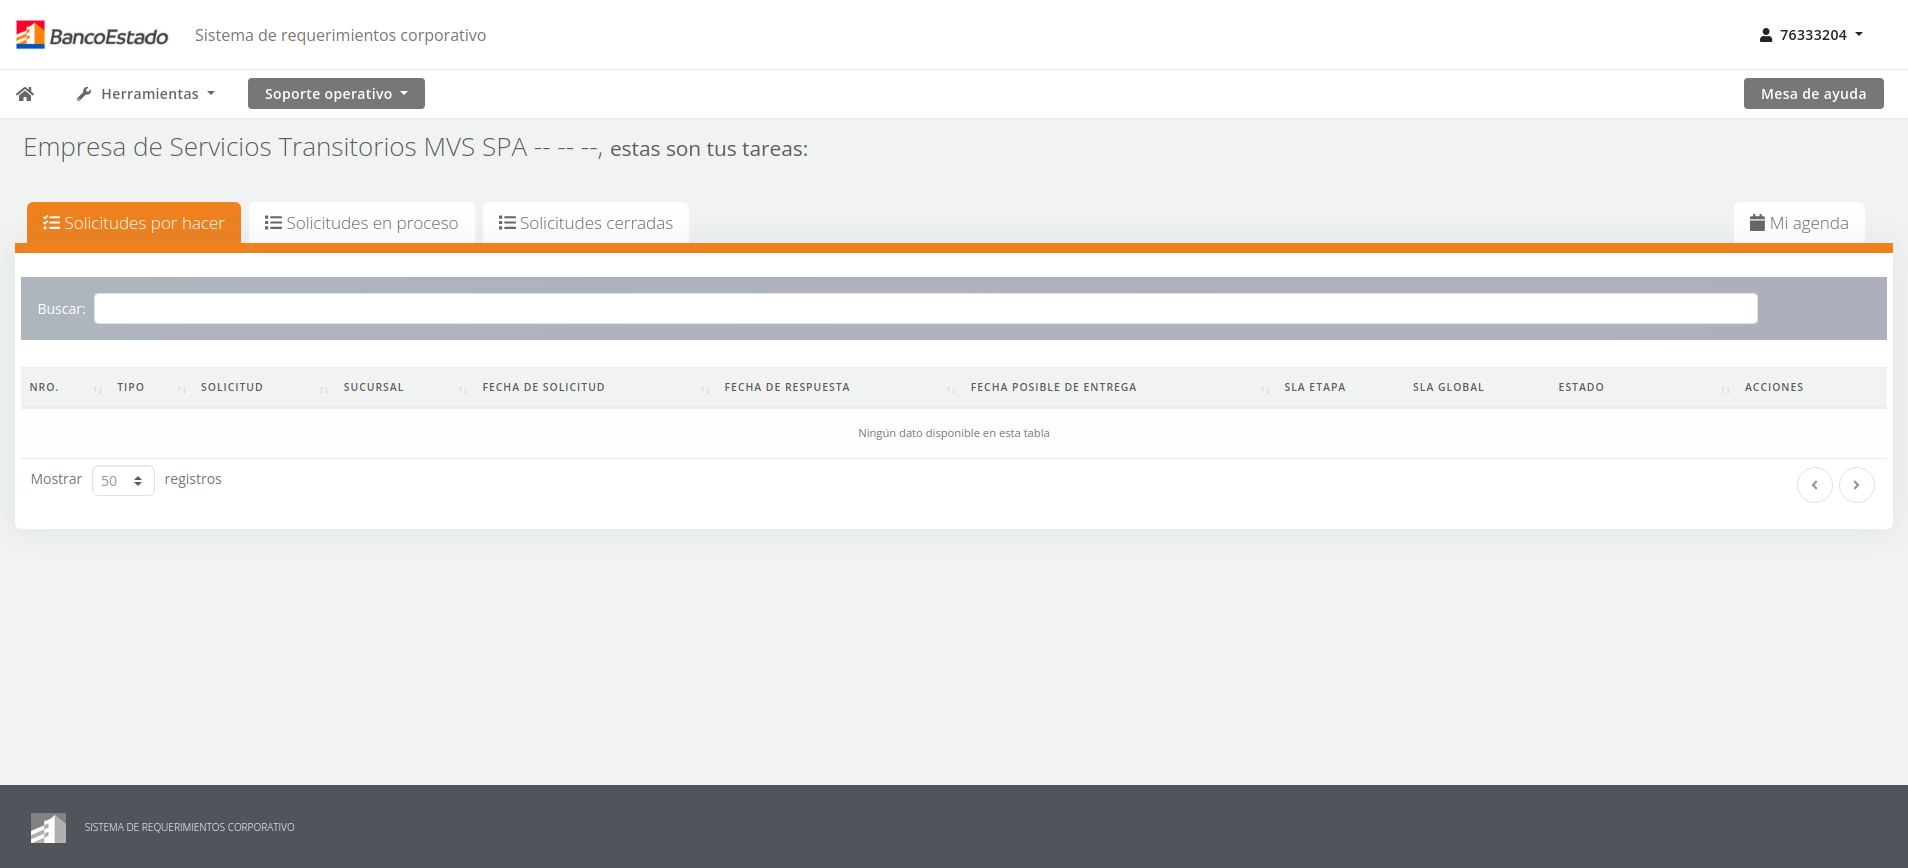 BancoEstado Sistema de requerimientos corporativo 76333204
Herramientas Soporte operativo Mesa de ayuda
Empresa de Servicios Transitorios MVS SPA -- -- --, estas son tus tareas:
Solicitudes por hacer Solicitudes en proceso Solicitudes cerradas Mi agenda
Buscar:
NRO. TIPO SOLICITUD SUCURSAL FECHA DE SOLICITUD FECHA DE RESPUESTA FECHA POSIBLE DE ENTREGA SLA ETAPA SLA GLOBAL ESTADO ACCIONES
Ningún dato disponible en esta tabla
Mostrar 50 registros
SISTEMA DE REQUERIMIENTOS CORPORATIVO